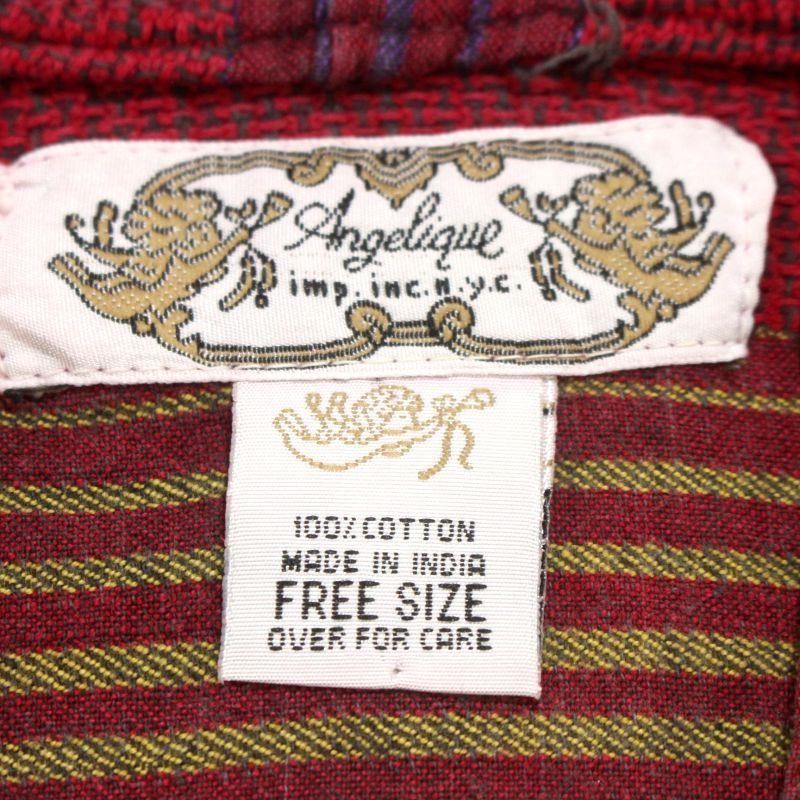 Angelique
imp. inc. n.y.c.
100% COTTON
MADE IN INDIA
FREE SIZE
OVER FOR CARE